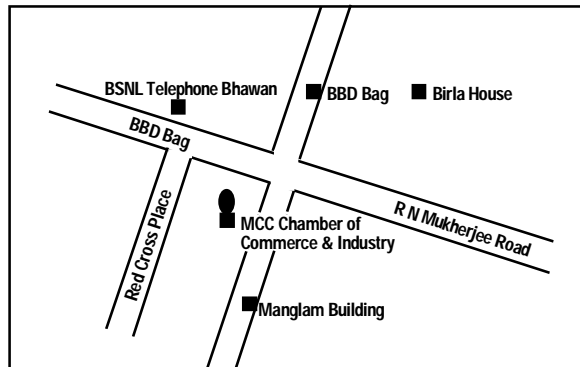 BSNL Telephone Bhawan
BBD Bag
Birla House
BBD Bag
R N Mukherjee Road
Red Cross Place
MCC Chamber of
Commerce & Industry
Manglam Building